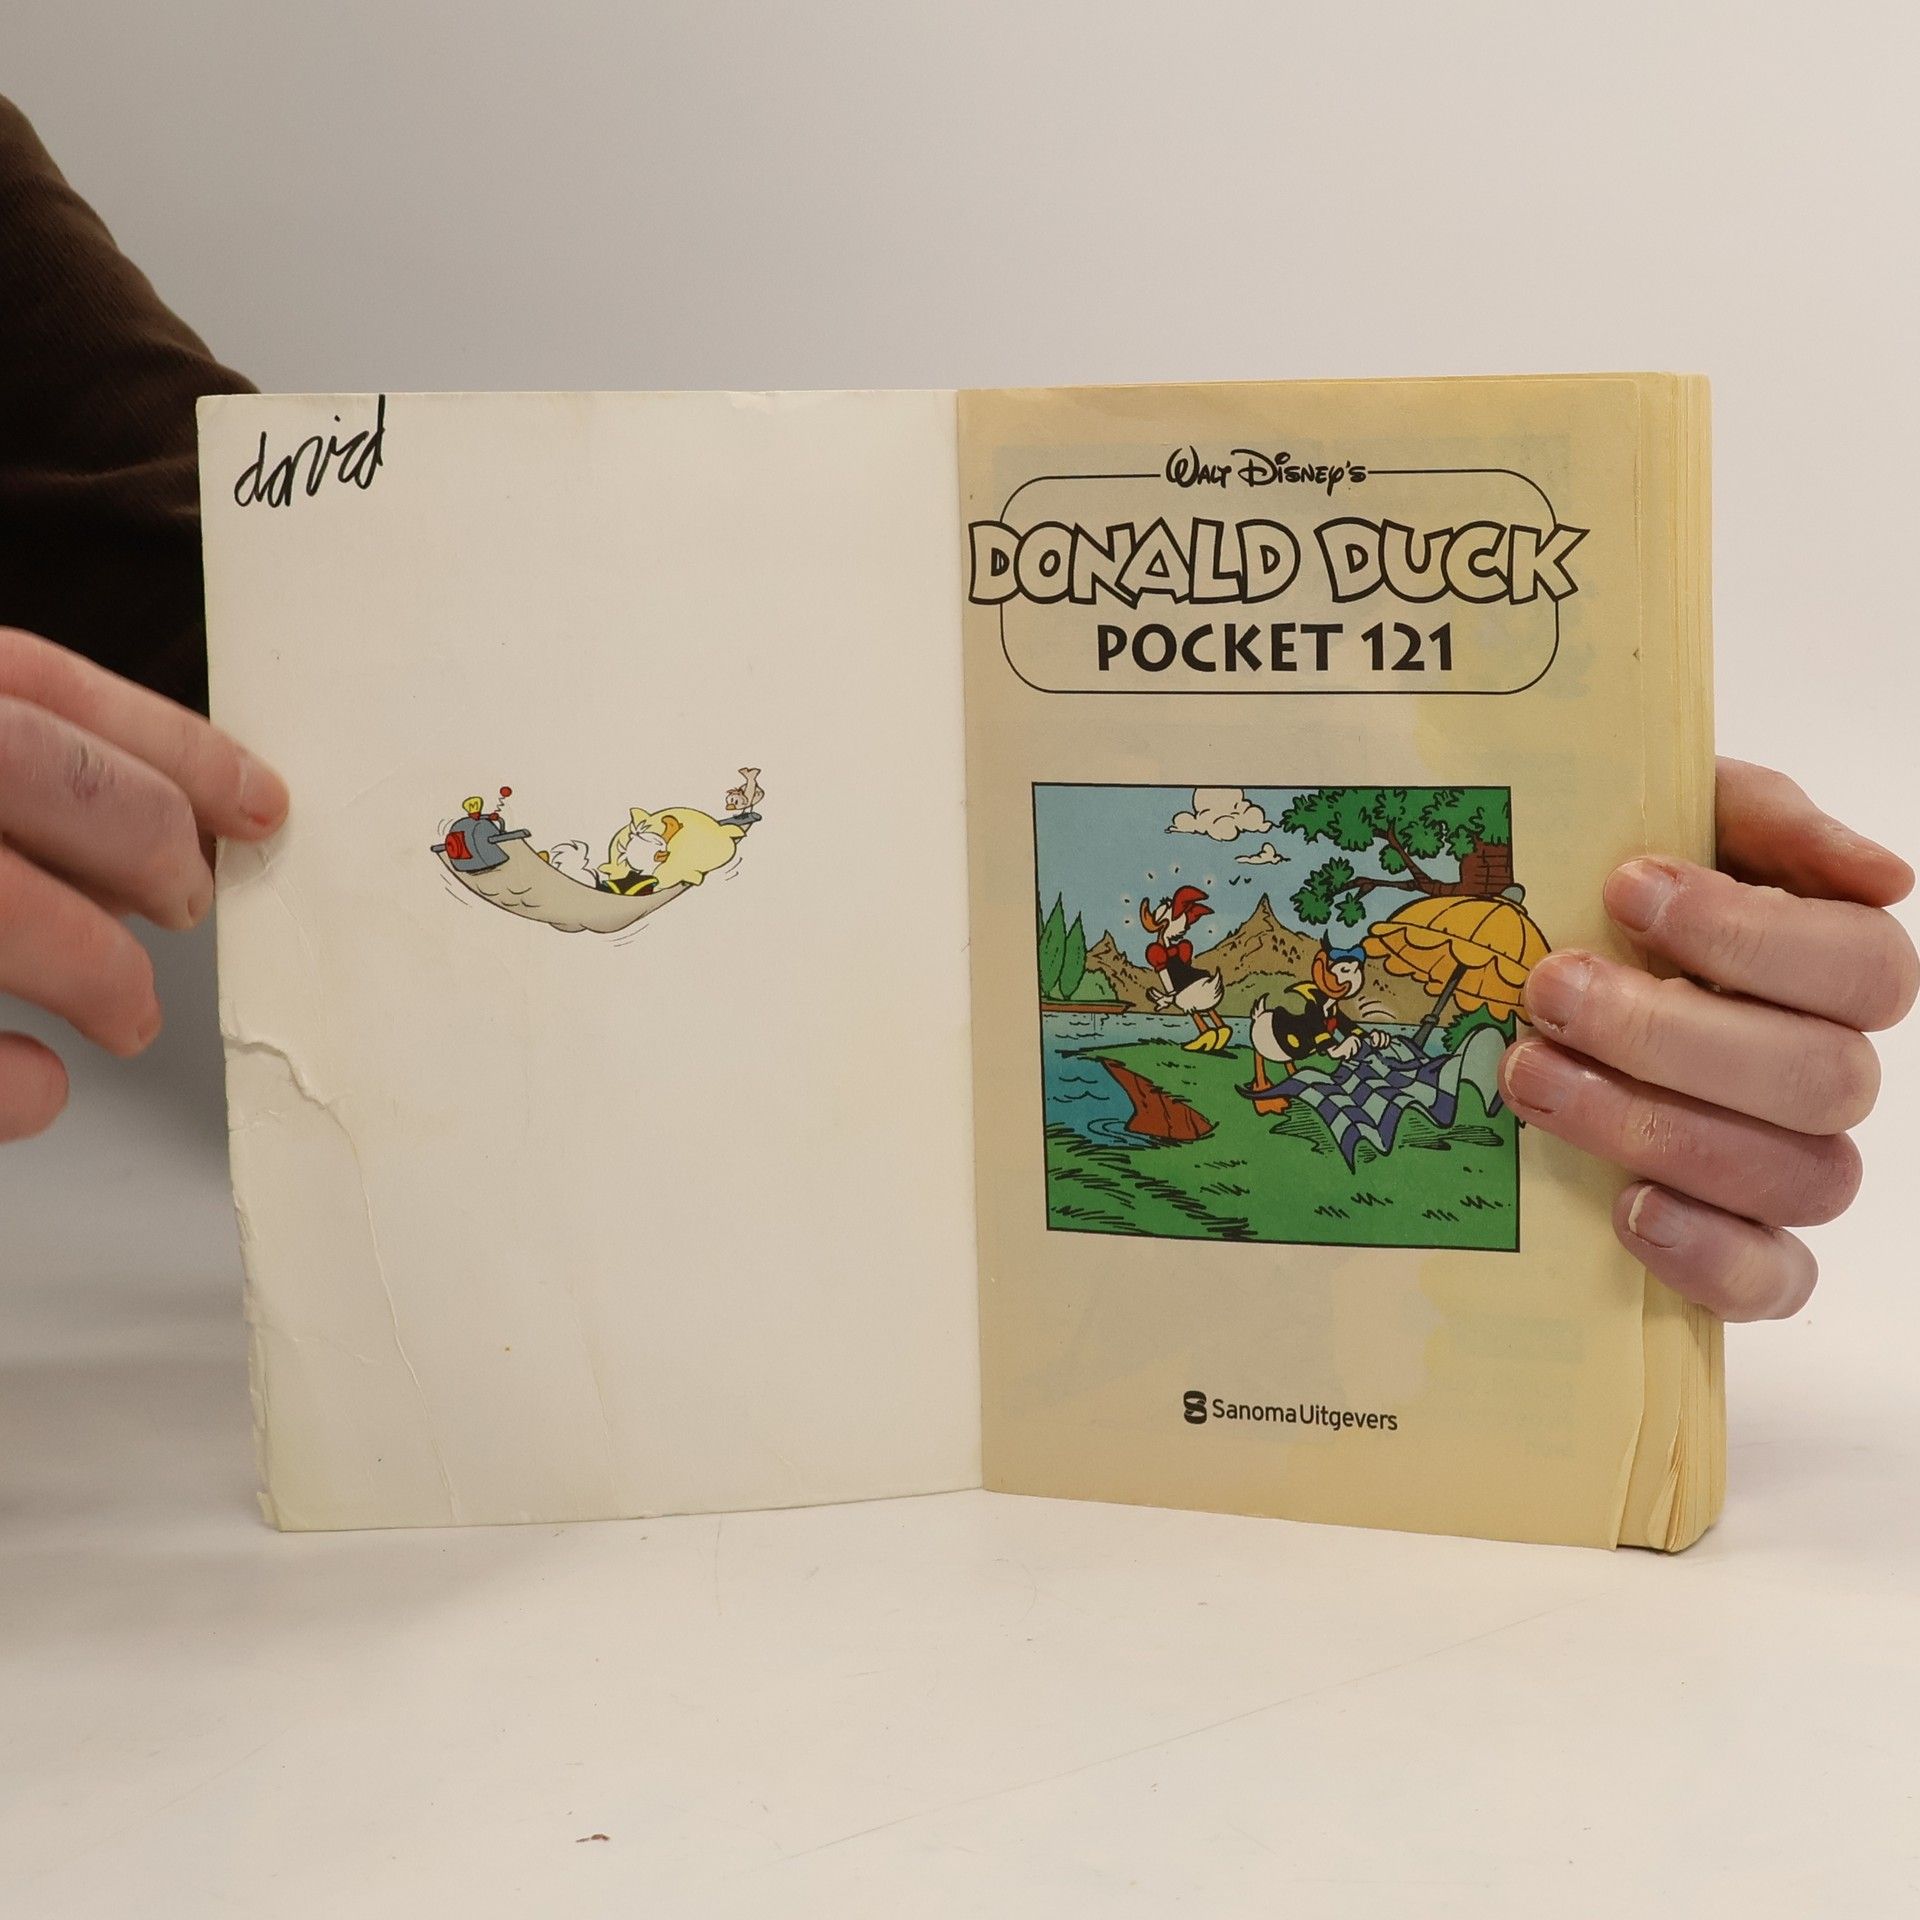 david
WALT DISNEY'S
DONALD DUCK
POCKET 121
M
Sanoma Uitgevers